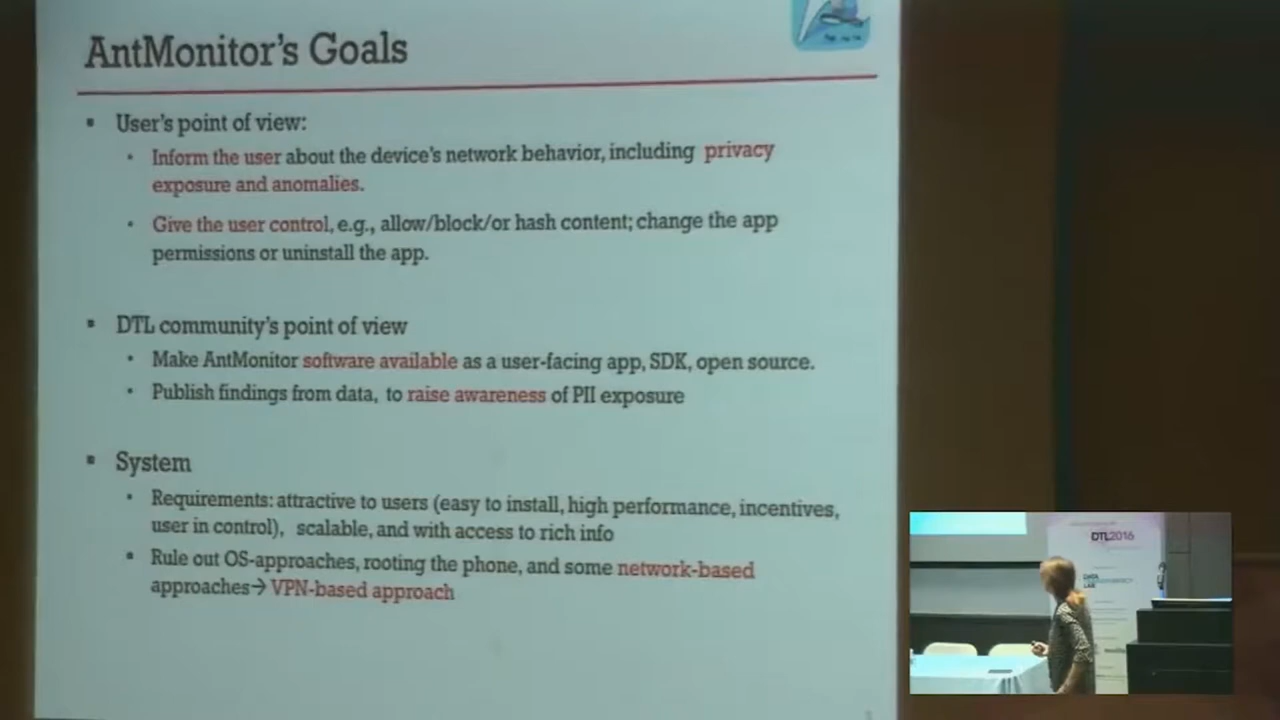 AntMonitor's Goals
User's point of view:
Inform the user about the device's network behavior, including privacy
exposure and anomalies.
Give the user control, e.g., allow/block/or hash content; change the app
permissions or uninstall the app.
DTL community's point of view
Make AntMonitor software available as a user-facing app, SDK, open source.
Publish findings from data, to raise awareness of PII exposure
System
Requirements: attractive to users (easy to install, high performance, incentives,
user in control), scalable, and with access to rich info
Rule out OS-approaches, rooting the phone, and some network-based
approaches→ VPN-based approach
DTL2016
DATA
LAB